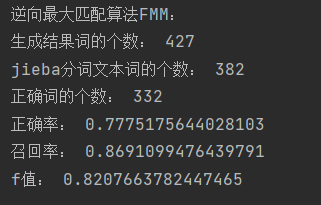 逆向最大匹配算法FMM:
生成结果词的个数: 427
jieba分词文本词的个数: 382
正确词的个数: 332
正确率: 0.7775175644028103
召回率: 0.8691099476439791
f值: 0.8207663782447465